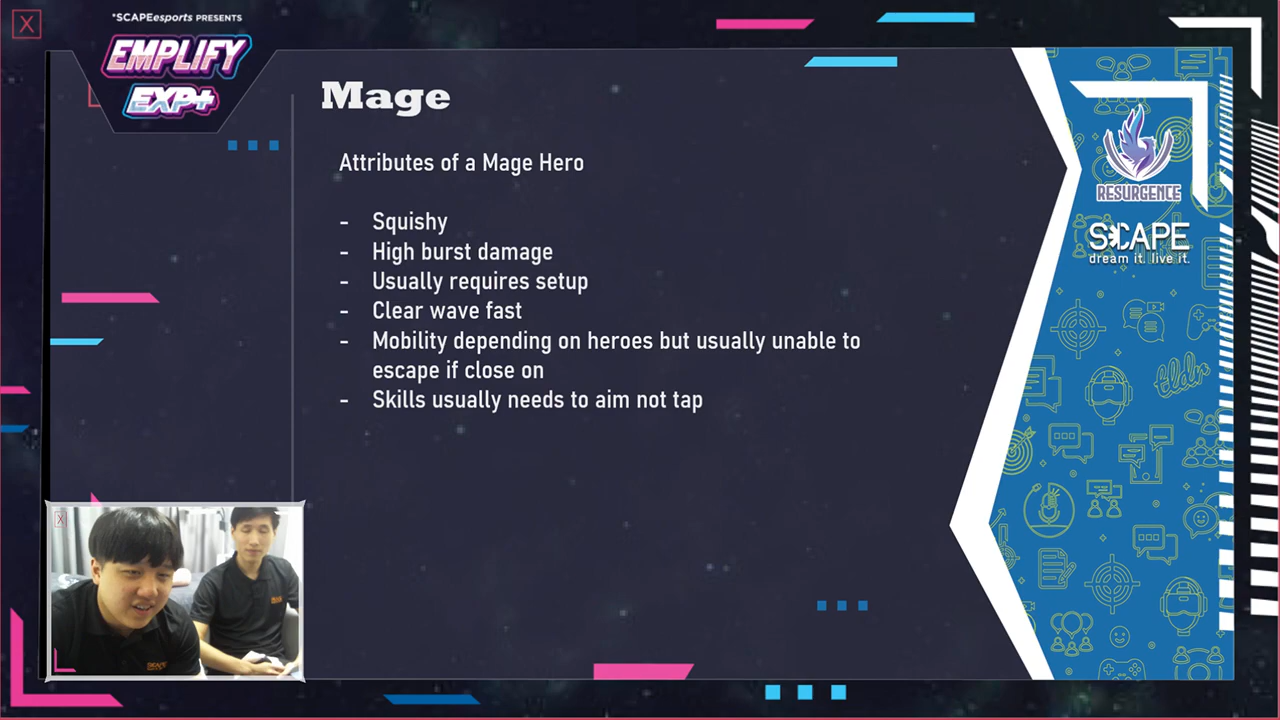 *SCAPEesports PRESENTS
EMPLIFY
EXP+
Mage
Attributes of a Mage Hero
- Squishy
- High burst damage
- Usually requires setup
- Clear wave fast
- Mobility depending on heroes but usually unable to
escape if close on
- Skills usually needs to aim not tap
RESURGENCE
S*CAPE
dream it. live it.
tldr
SCAPE